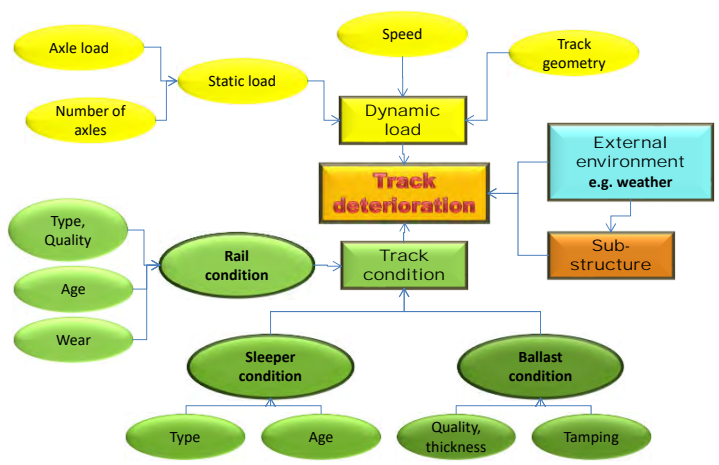 Speed
Axle load
Track
geometry
Static load
Number of
axles
Dynamic
load
External
environment
e.g. weather
Track
deterioration
Type,
Quality
Rail
condition
Track
condition
Sub-
structure
Age
Wear
Sleeper
condition
Ballast
condition
Type
Age
Quality,
thickness
Tamping